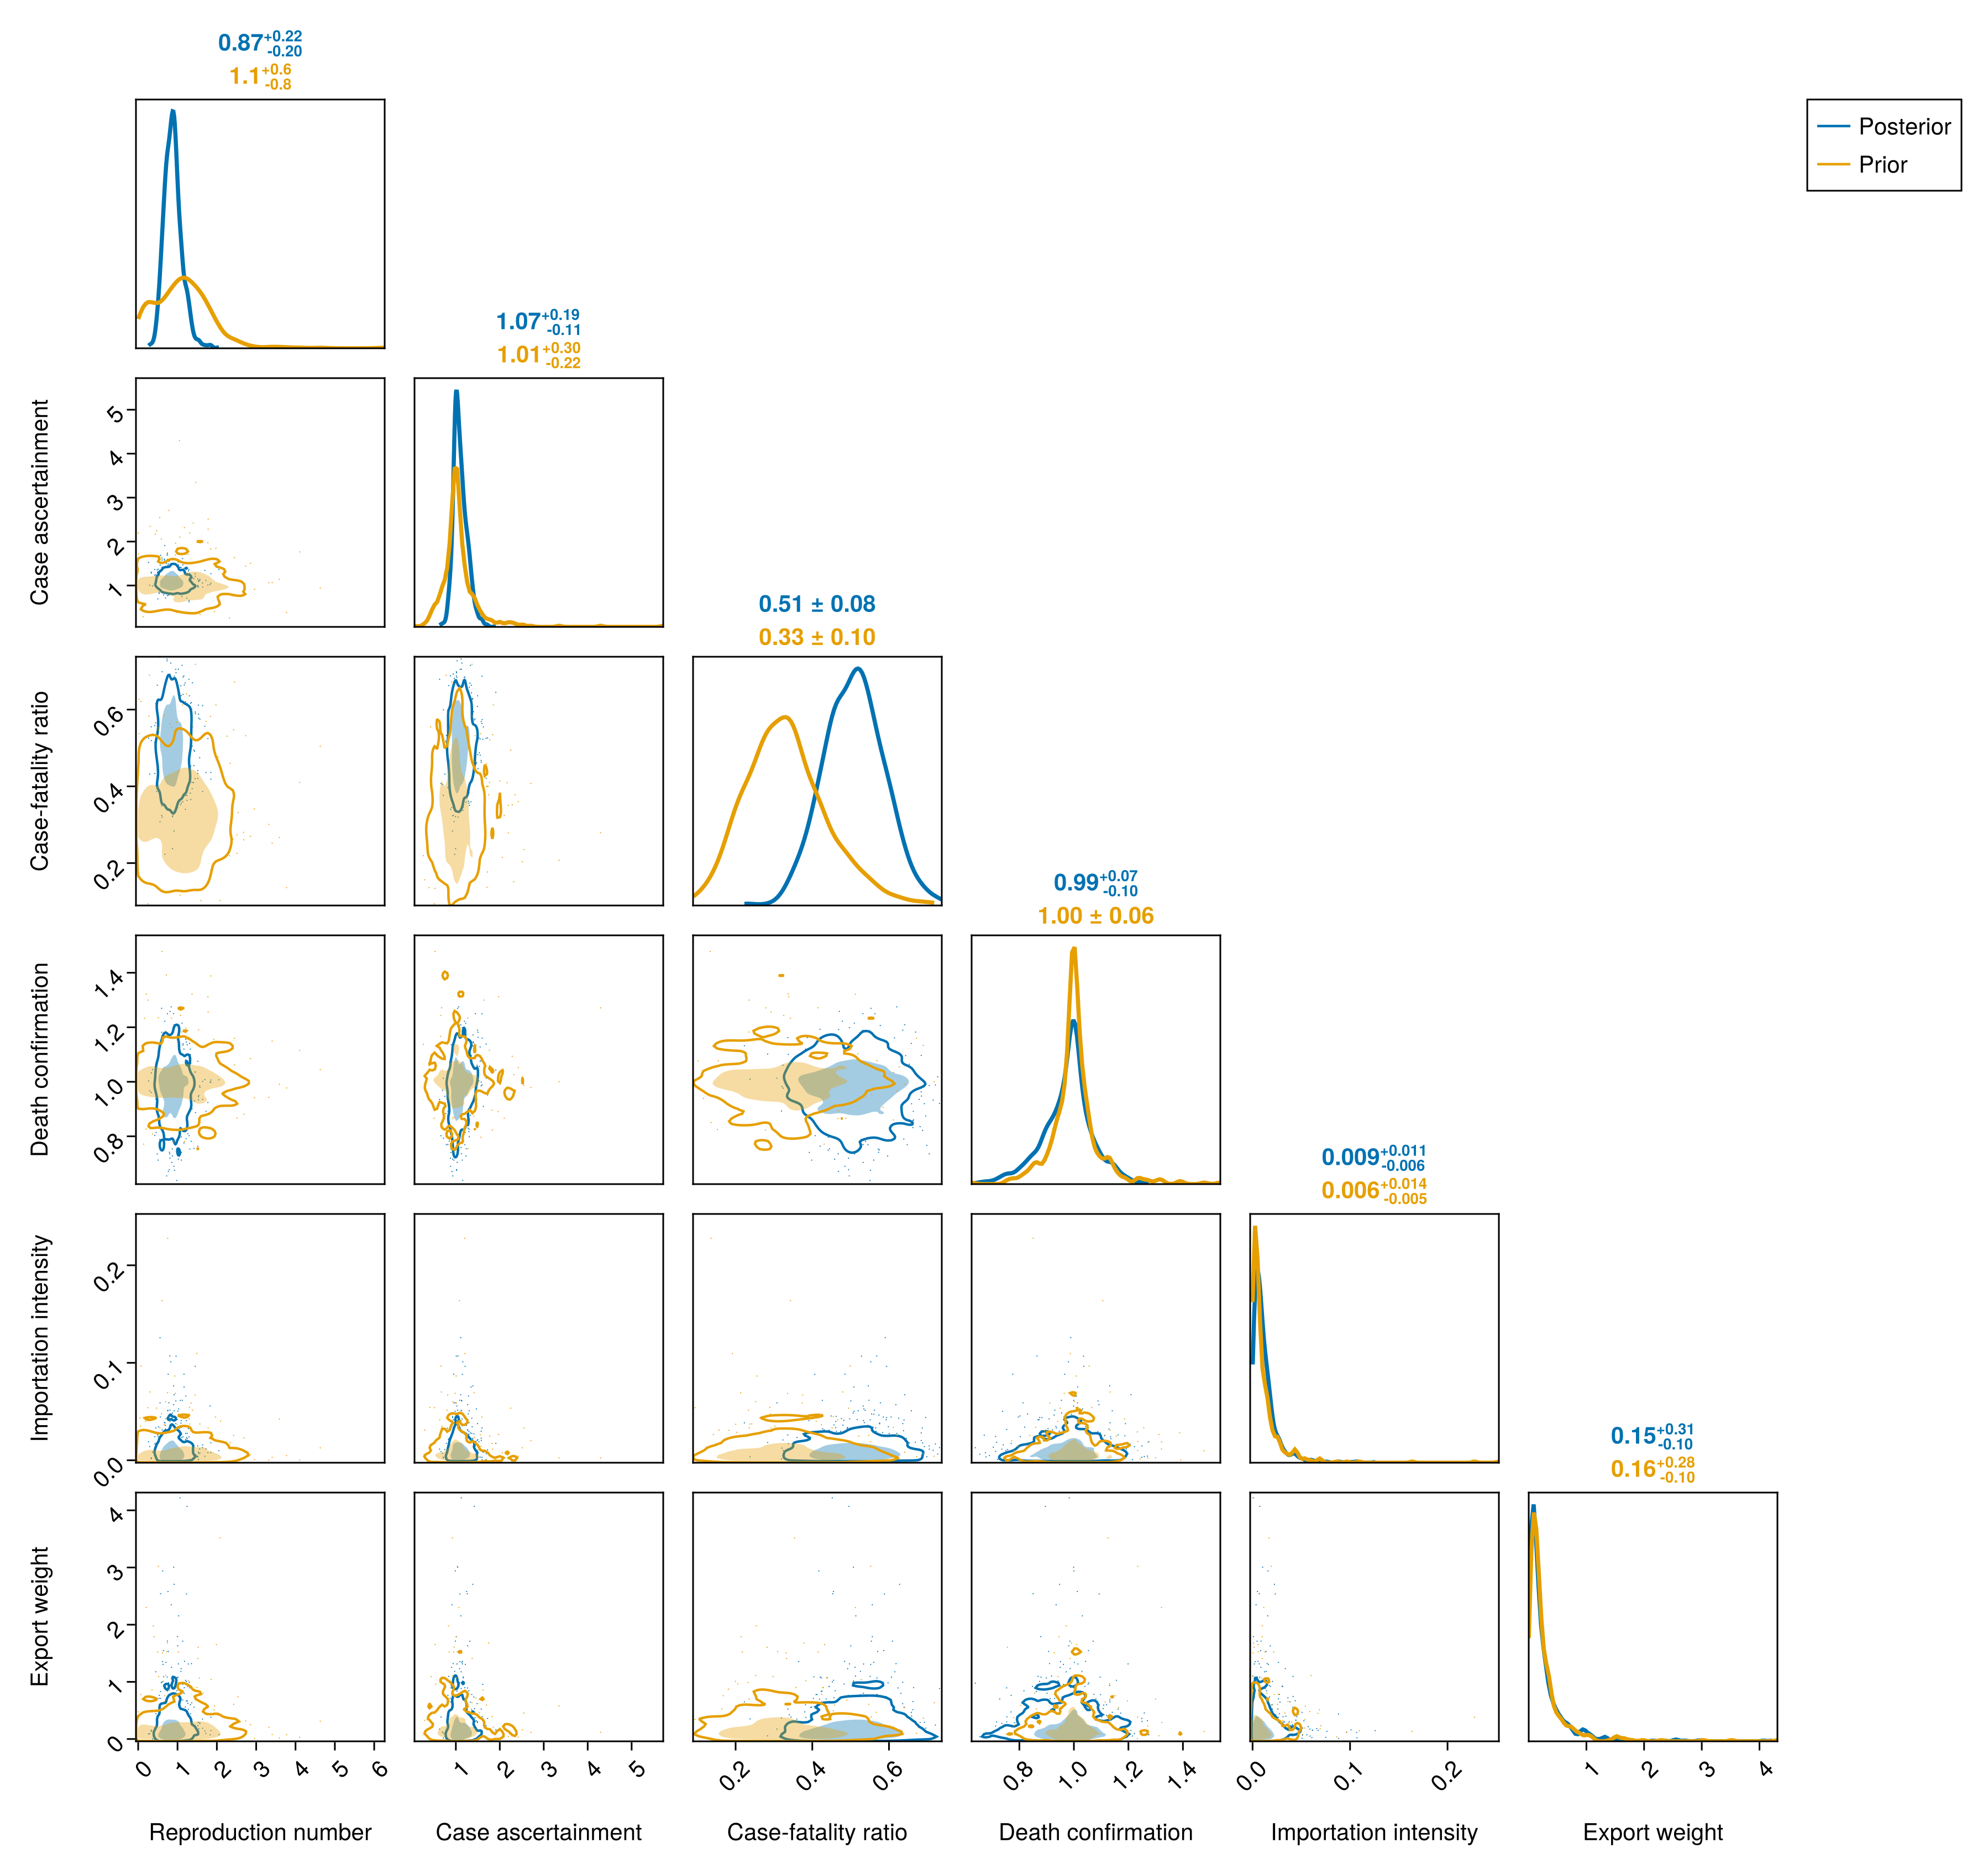 0.87+0.22-0.20
1.1+0.6-0.8
Posterior
Prior
1.07+0.19-0.11
1.01+0.30-0.22
Case ascertainment
5
4
3
2
1
0.51 ± 0.08
0.33 ± 0.10
Case-fatality ratio
0.6
0.4
0.2
0.99+0.07-0.10
1.00 ± 0.06
Death confirmation
1.4
1.2
1.0
0.8
0.009+0.011-0.006
0.006+0.014-0.005
Importation intensity
0.2
0.1
0.0
0.15+0.31-0.10
0.16+0.28-0.10
Export weight
4
3
2
1
0
0 1 2 3 4 5 6
1 2 3 4 5
0.2 0.4 0.6
0.8 1.0 1.2 1.4
0.0 0.1 0.2
1 2 3 4
Reproduction number
Case ascertainment
Case-fatality ratio
Death confirmation
Importation intensity
Export weight